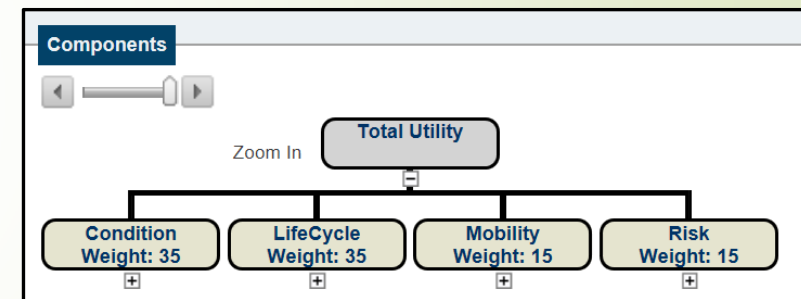 Components
Total Utility
Zoom In
Condition
Weight: 35
LifeCycle
Weight: 35
Mobility
Weight: 15
Risk
Weight: 15